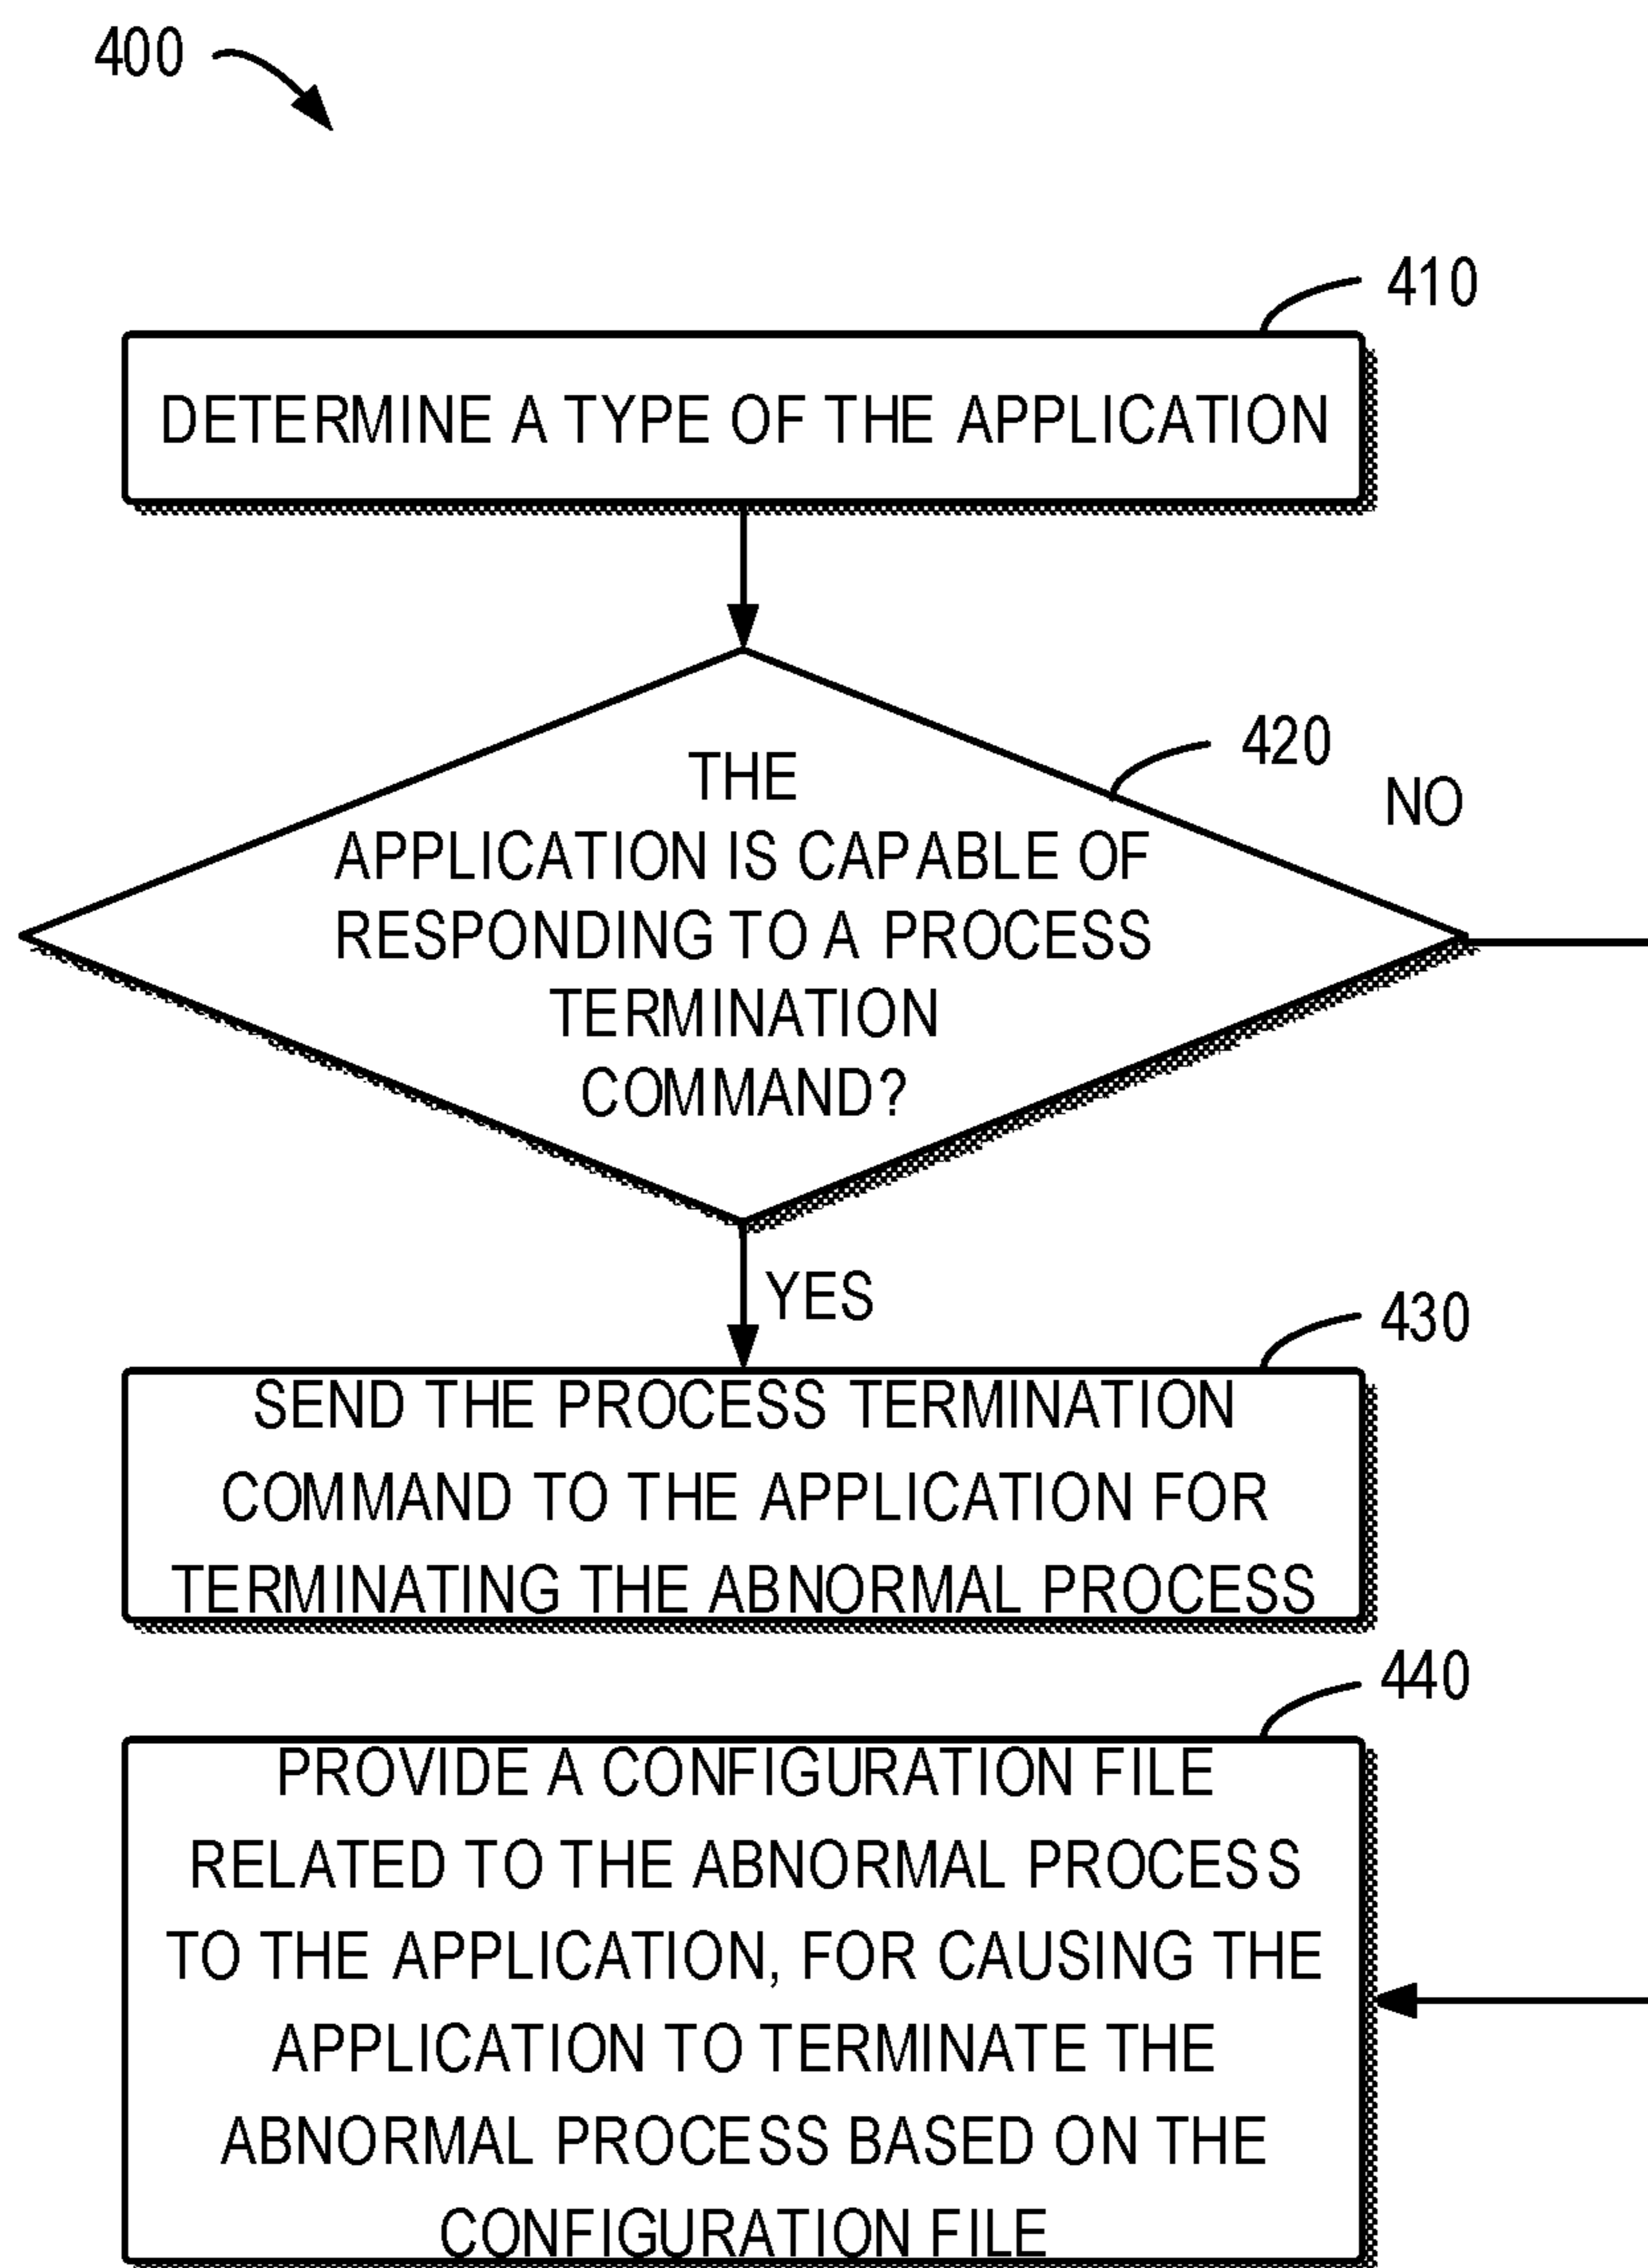 400
410
DETERMINE A TYPE OF THE APPLICATION
420
NO
THE
APPLICATION IS CAPABLE OF
RESPONDING TO A PROCESS
TERMINATION
COMMAND?
YES
430
SEND THE PROCESS TERMINATION
COMMAND TO THE APPLICATION FOR
TERMINATING THE ABNORMAL PROCESS
440
PROVIDE A CONFIGURATION FILE
RELATED TO THE ABNORMAL PROCESS
TO THE APPLICATION, FOR CAUSING THE
APPLICATION TO TERMINATE THE
ABNORMAL PROCESS BASED ON THE
CONFIGURATION FILE